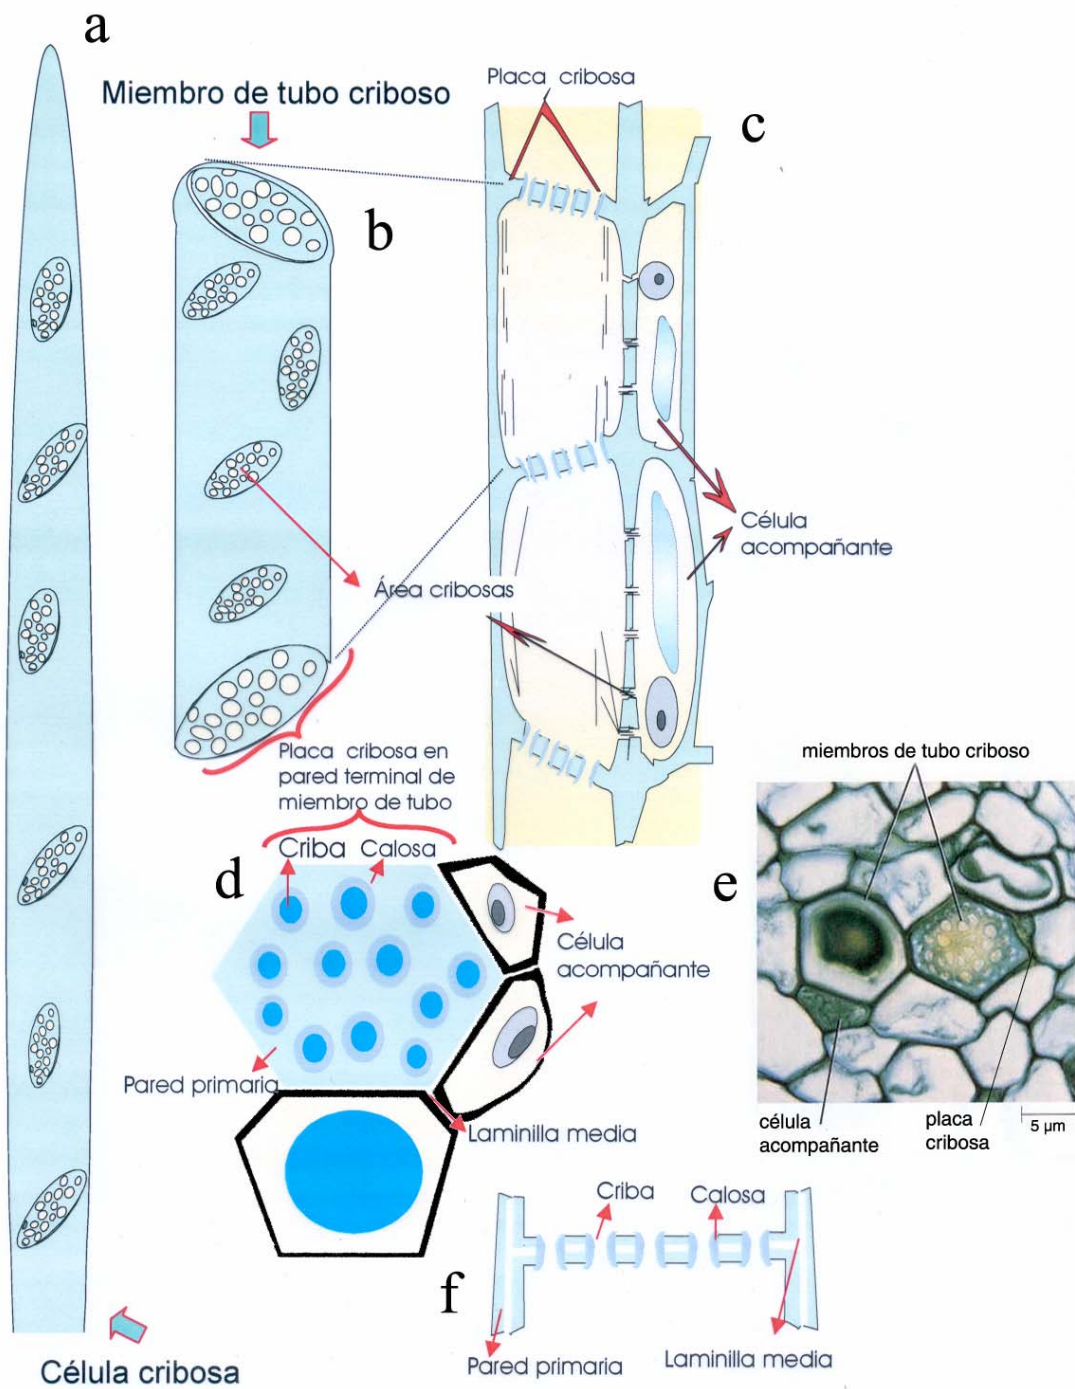 a
Miembro de tubo criboso
b
Placa cribosa
c
Célula
acompañante
Área cribosas
Placa cribosa en
pared terminal de
miembro de tubo
d
Criba
Calosa
Célula
acompañante
Pared primaria
Laminilla media
miembros de tubo criboso
e
célula
acompañante
placa
cribosa
5 µm
f
Criba
Calosa
Pared primaria
Laminilla media
Célula cribosa